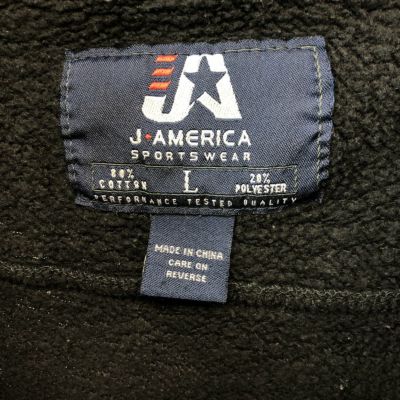 JA
J★AMERICA
SPORTSWEAR
80% L 20%
COTTON POLYESTER
PERFORMANCE TESTED QUALITY
MADE IN CHINA
CARE ON
REVERSE